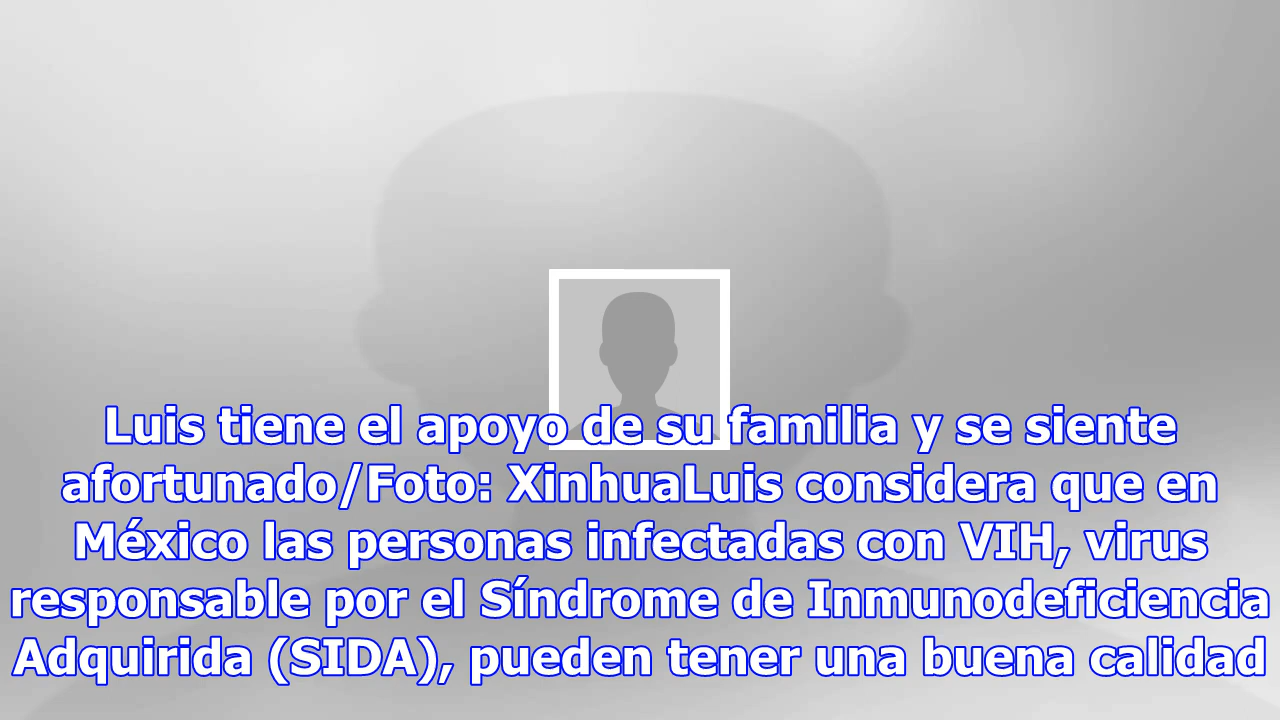 Luis tiene el apoyo de su familia y se siente
afortunado/Foto: XinhuaLuis considera que en
México las personas infectadas con VIH, virus
responsable por el Síndrome de Inmunodeficiencia
Adquirida (SIDA), pueden tener una buena calidad